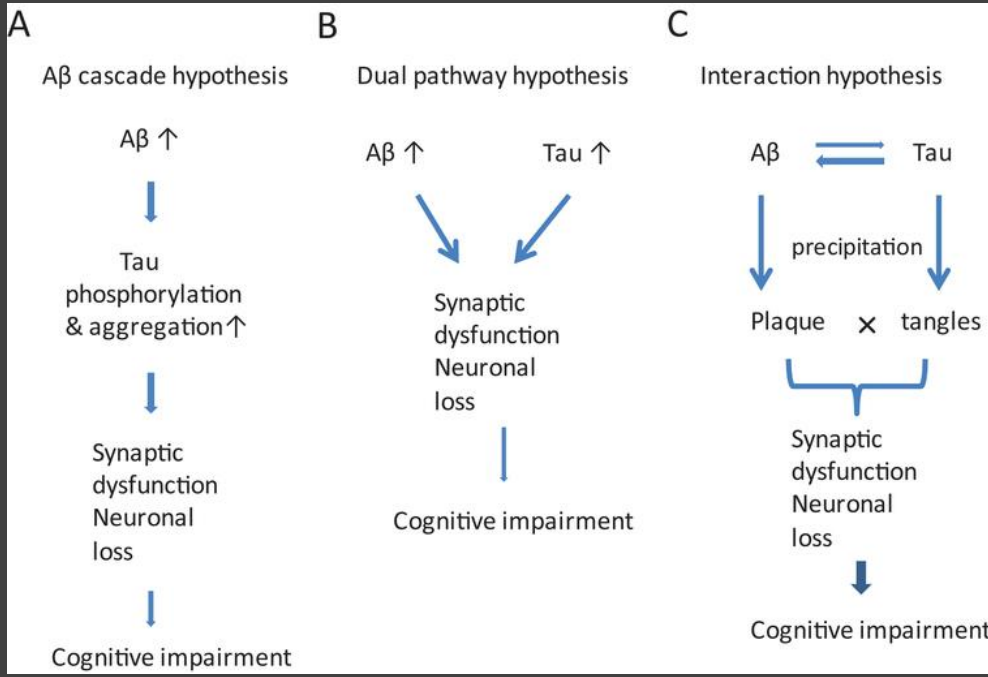 A
Aβ cascade hypothesis
Aβ ↑
Tau
phosphorylation
& aggregation↑
Synaptic
dysfunction
Neuronal
loss
Cognitive impairment
B
Dual pathway hypothesis
Aβ ↑ Tau ↑
Synaptic
dysfunction
Neuronal
loss
Cognitive impairment
C
Interaction hypothesis
Aβ Tau
precipitation
Plaque × tangles
Synaptic
dysfunction
Neuronal
loss
Cognitive impairment